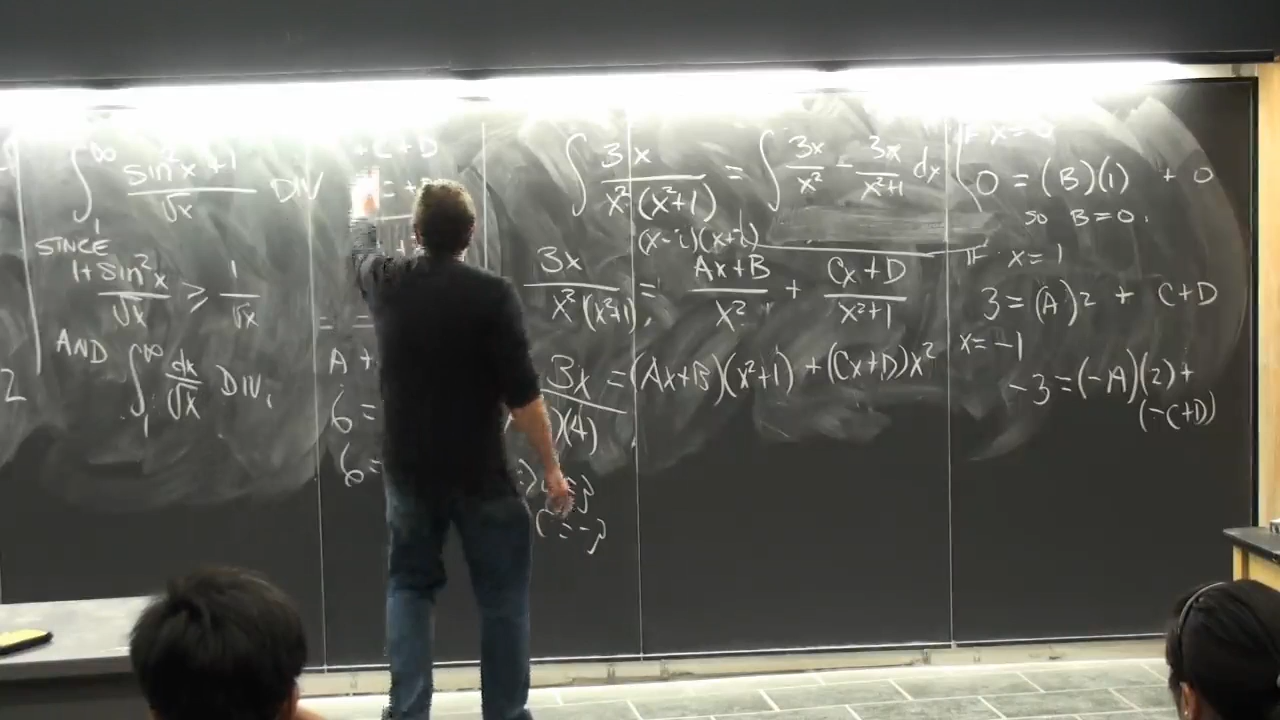 ∫₁^∞ sin²x+1/√x DIV
SINCE
1+sin²x/√x ≥ 1/√x
AND ∫₁^∞ dx/√x DIV.
2
+C+D
A +
6 =
6 =
∫ 3x/x²(x²+1) = ∫ 3x/x² - 3x/x²+1 dx
(x-i)(x+i)
3x/x²(x²+1) = Ax+B/x² + Cx+D/x²+1
3x = (Ax+B)(x²+1) + (Cx+D)x²
)(4)
IF x=0
0 = (B)(1) + 0
so B=0.
IF x=1
3=(A)2 + C+D
x=-1
-3=(-A)(2)+
(-C+D)